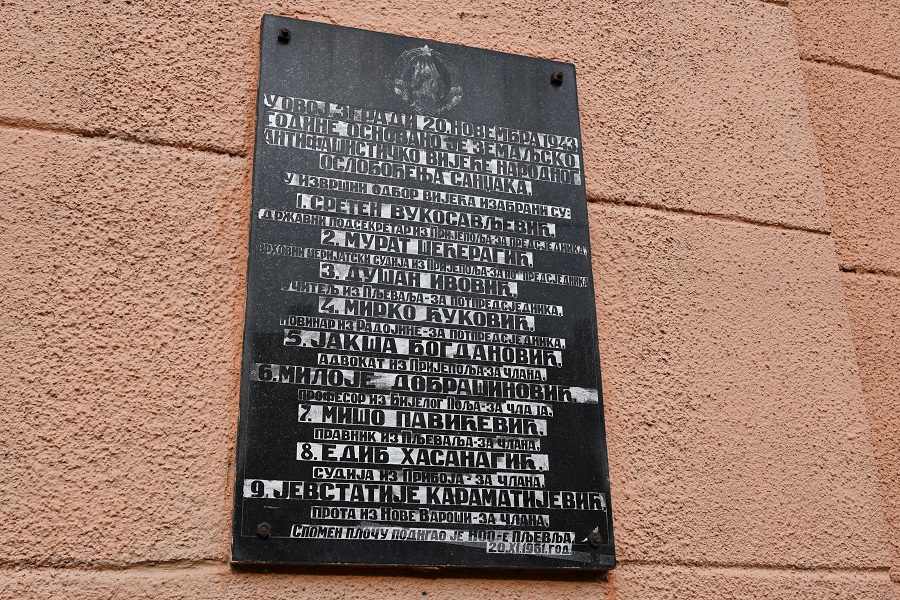 У ОВОЈ ЗГРАДИ 20. НОВЕМБРА 1943.
ГОДИНЕ ОСНОВАНО ЈЕ ЗЕМАЉСКО
АНТИФАШИСТИЧКО ВИЈЕЋЕ НАРОДНОГ
ОСЛОБОЂЕЊА САНЏАКА.
У ИЗВРШНИ ОДБОР ВИЈЕЋА ИЗАБРАНИ СУ:
1. СРЕТЕН ВУКОСАВЉЕВИЋ,
ДРЖАВНИ ПОДСЕКРЕТАР ИЗ ПРИЈЕПОЉА-ЗА ПРЕДСЈЕДНИКА,
2. МУРАТ ШЕЋЕРАГИЋ,
ВРХОВНИ ШЕРИЈАТСКИ СУДИЈА ИЗ ПРИЈЕПОЉА-ЗА ПОТПРЕДСЈЕДНИКА
3. ДУШАН ИВОВИЋ,
УЧИТЕЉ ИЗ ПЉЕВАЉА-ЗА ПОТПРЕДСЈЕДНИКА,
4. МИРКО ЋУКОВИЋ,
НОВИНАР ИЗ РАДОЈИЊЕ-ЗА ПОТПРЕДСЈЕДНИКА,
5. ЈАКША БОГДАНОВИЋ,
АДВОКАТ ИЗ ПРИЈЕПОЉА-ЗА ЧЛАНА,
6. МИЛОЈЕ ДОБРАШИНОВИЋ
ПРОФЕСОР ИЗ БИЈЕЛОГ ПОЉА-ЗА ЧЛАНА,
7. МИШО ПАВИЋЕВИЋ,
ПРАВНИК ИЗ ПЉЕВАЉА-ЗА ЧЛАНА,
8. ЕДИБ ХАСАНАГИЋ,
СУДИЈА ИЗ ПРИБОЈА-ЗА ЧЛАНА,
9. ЈЕВСТАТИЈЕ КАРАМАТИЈЕВИЋ,
ПРОТА ИЗ НОВЕ ВАРОШИ-ЗА ЧЛАНА.
СПОМЕН ПЛОЧУ ПОДИГАО ЈЕ НОО-Е ПЉЕВЉА,
20.XI.1961.ГОД.